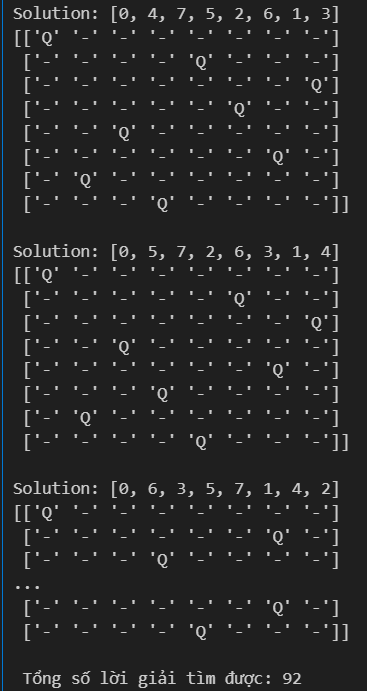 Solution: [0, 4, 7, 5, 2, 6, 1, 3]
[['Q' '-' '-' '-' '-' '-' '-' '-']
 ['-' '-' '-' '-' 'Q' '-' '-' '-']
 ['-' '-' '-' '-' '-' '-' '-' 'Q']
 ['-' '-' '-' '-' '-' 'Q' '-' '-']
 ['-' '-' 'Q' '-' '-' '-' '-' '-']
 ['-' '-' '-' '-' '-' '-' 'Q' '-']
 ['-' 'Q' '-' '-' '-' '-' '-' '-']
 ['-' '-' '-' 'Q' '-' '-' '-' '-']]

Solution: [0, 5, 7, 2, 6, 3, 1, 4]
[['Q' '-' '-' '-' '-' '-' '-' '-']
 ['-' '-' '-' '-' '-' 'Q' '-' '-']
 ['-' '-' '-' '-' '-' '-' '-' 'Q']
 ['-' '-' 'Q' '-' '-' '-' '-' '-']
 ['-' '-' '-' '-' '-' '-' 'Q' '-']
 ['-' '-' '-' 'Q' '-' '-' '-' '-']
 ['-' 'Q' '-' '-' '-' '-' '-' '-']
 ['-' '-' '-' '-' 'Q' '-' '-' '-']]

Solution: [0, 6, 3, 5, 7, 1, 4, 2]
[['Q' '-' '-' '-' '-' '-' '-' '-']
 ['-' '-' '-' '-' '-' '-' 'Q' '-']
 ['-' '-' '-' 'Q' '-' '-' '-' '-']
...
 ['-' '-' '-' '-' '-' '-' 'Q' '-']
 ['-' '-' '-' '-' 'Q' '-' '-' '-']]

 Tổng số lời giải tìm được: 92